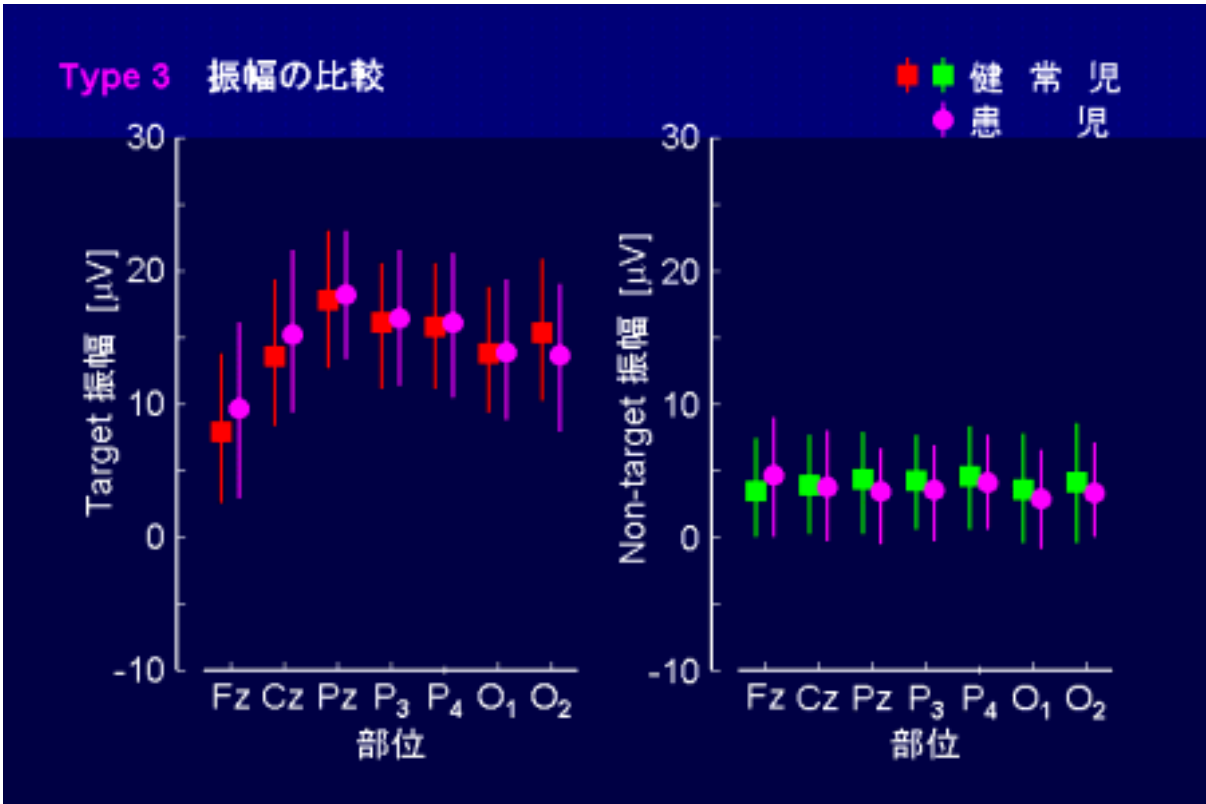 Type 3 振幅の比較
健 常 児
患 児
30
20
10
0
-10
Target 振幅 [μV]
Fz Cz Pz P3 P4 O1 O2
部位
30
20
10
0
-10
Non-target 振幅 [μV]
Fz Cz Pz P3 P4 O1 O2
部位